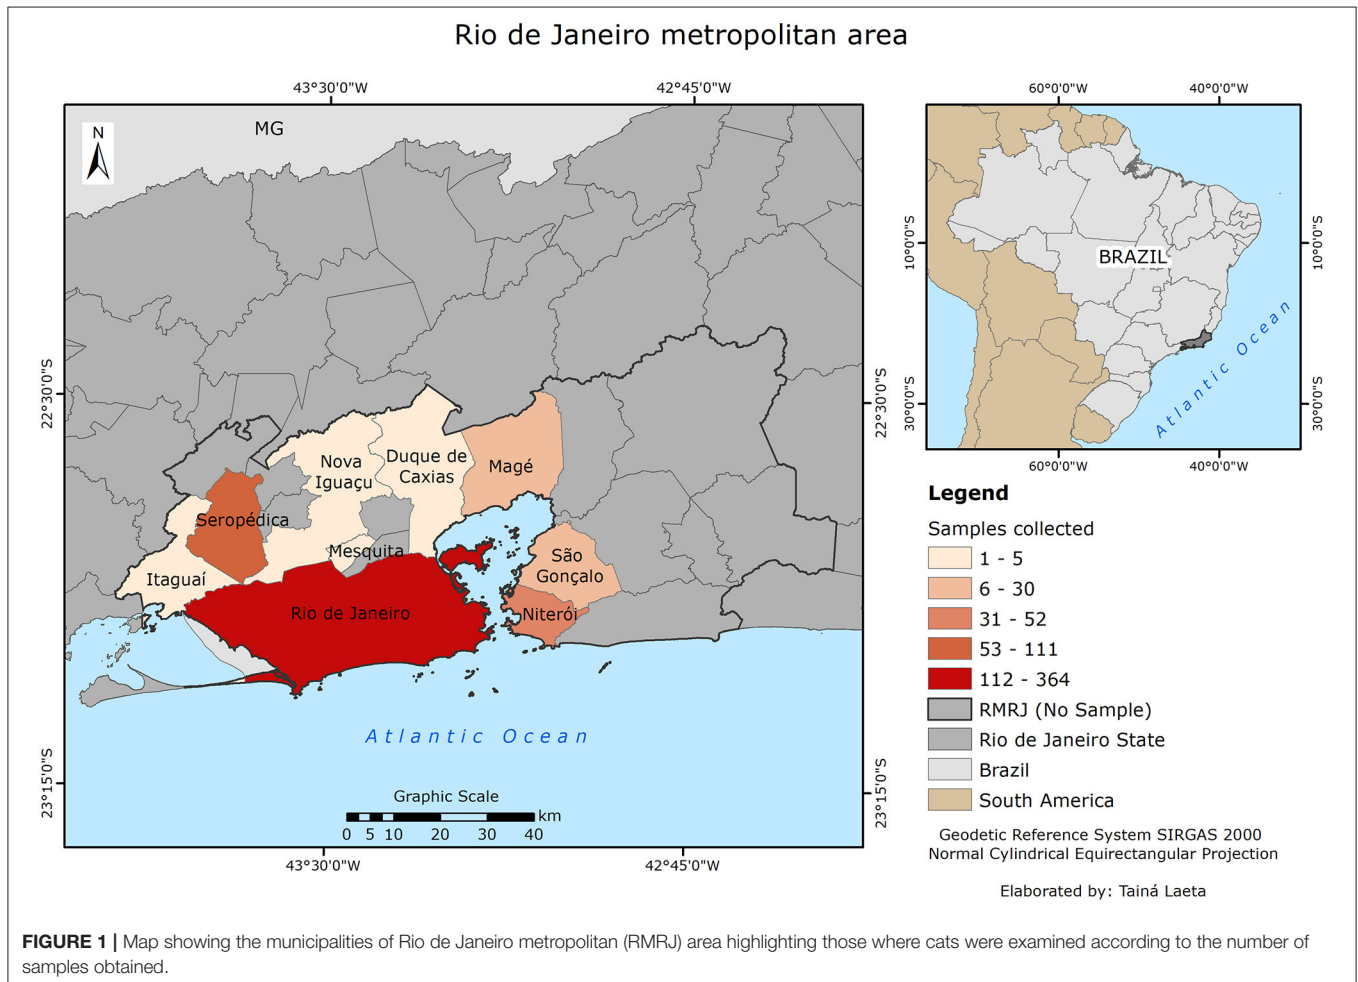 Rio de Janeiro metropolitan area
43°30'0"W
42°45'0"W
MG
N
22°30'0"S
22°30'0"S
Nova
Iguaçu
Duque de
Caxias
Magé
Seropédica
Mesquita
Itaguaí
São
Gonçalo
Rio de Janeiro
Niterói
Atlantic Ocean
Graphic Scale
km
0 5 10 20 30 40
23°15'0"S
23°15'0"S
43°30'0"W
42°45'0"W
60°0'0"W
40°0'0"W
10°0'0"S
10°0'0"S
BRAZIL
Atlantic Ocean
30°0'0"S
30°0'0"S
60°0'0"W
40°0'0"W
Legend
Samples collected
1 - 5
6 - 30
31 - 52
53 - 111
112 - 364
RMRJ (No Sample)
Rio de Janeiro State
Brazil
South America
Geodetic Reference System SIRGAS 2000
Normal Cylindrical Equirectangular Projection
Elaborated by: Tainá Laeta
FIGURE 1 | Map showing the municipalities of Rio de Janeiro metropolitan (RMRJ) area highlighting those where cats were examined according to the number of
samples obtained.